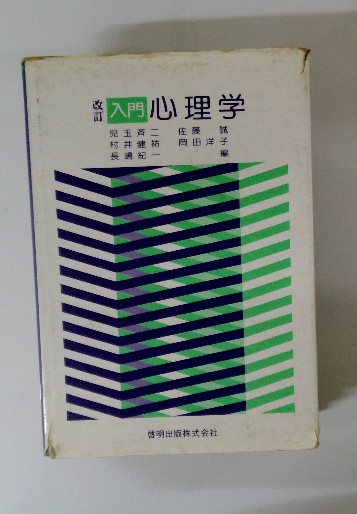 改訂 入門 心理学
児玉斉二 佐藤誠
村井健祐 岡田洋子
長嶋紀一 編
啓明出版株式会社